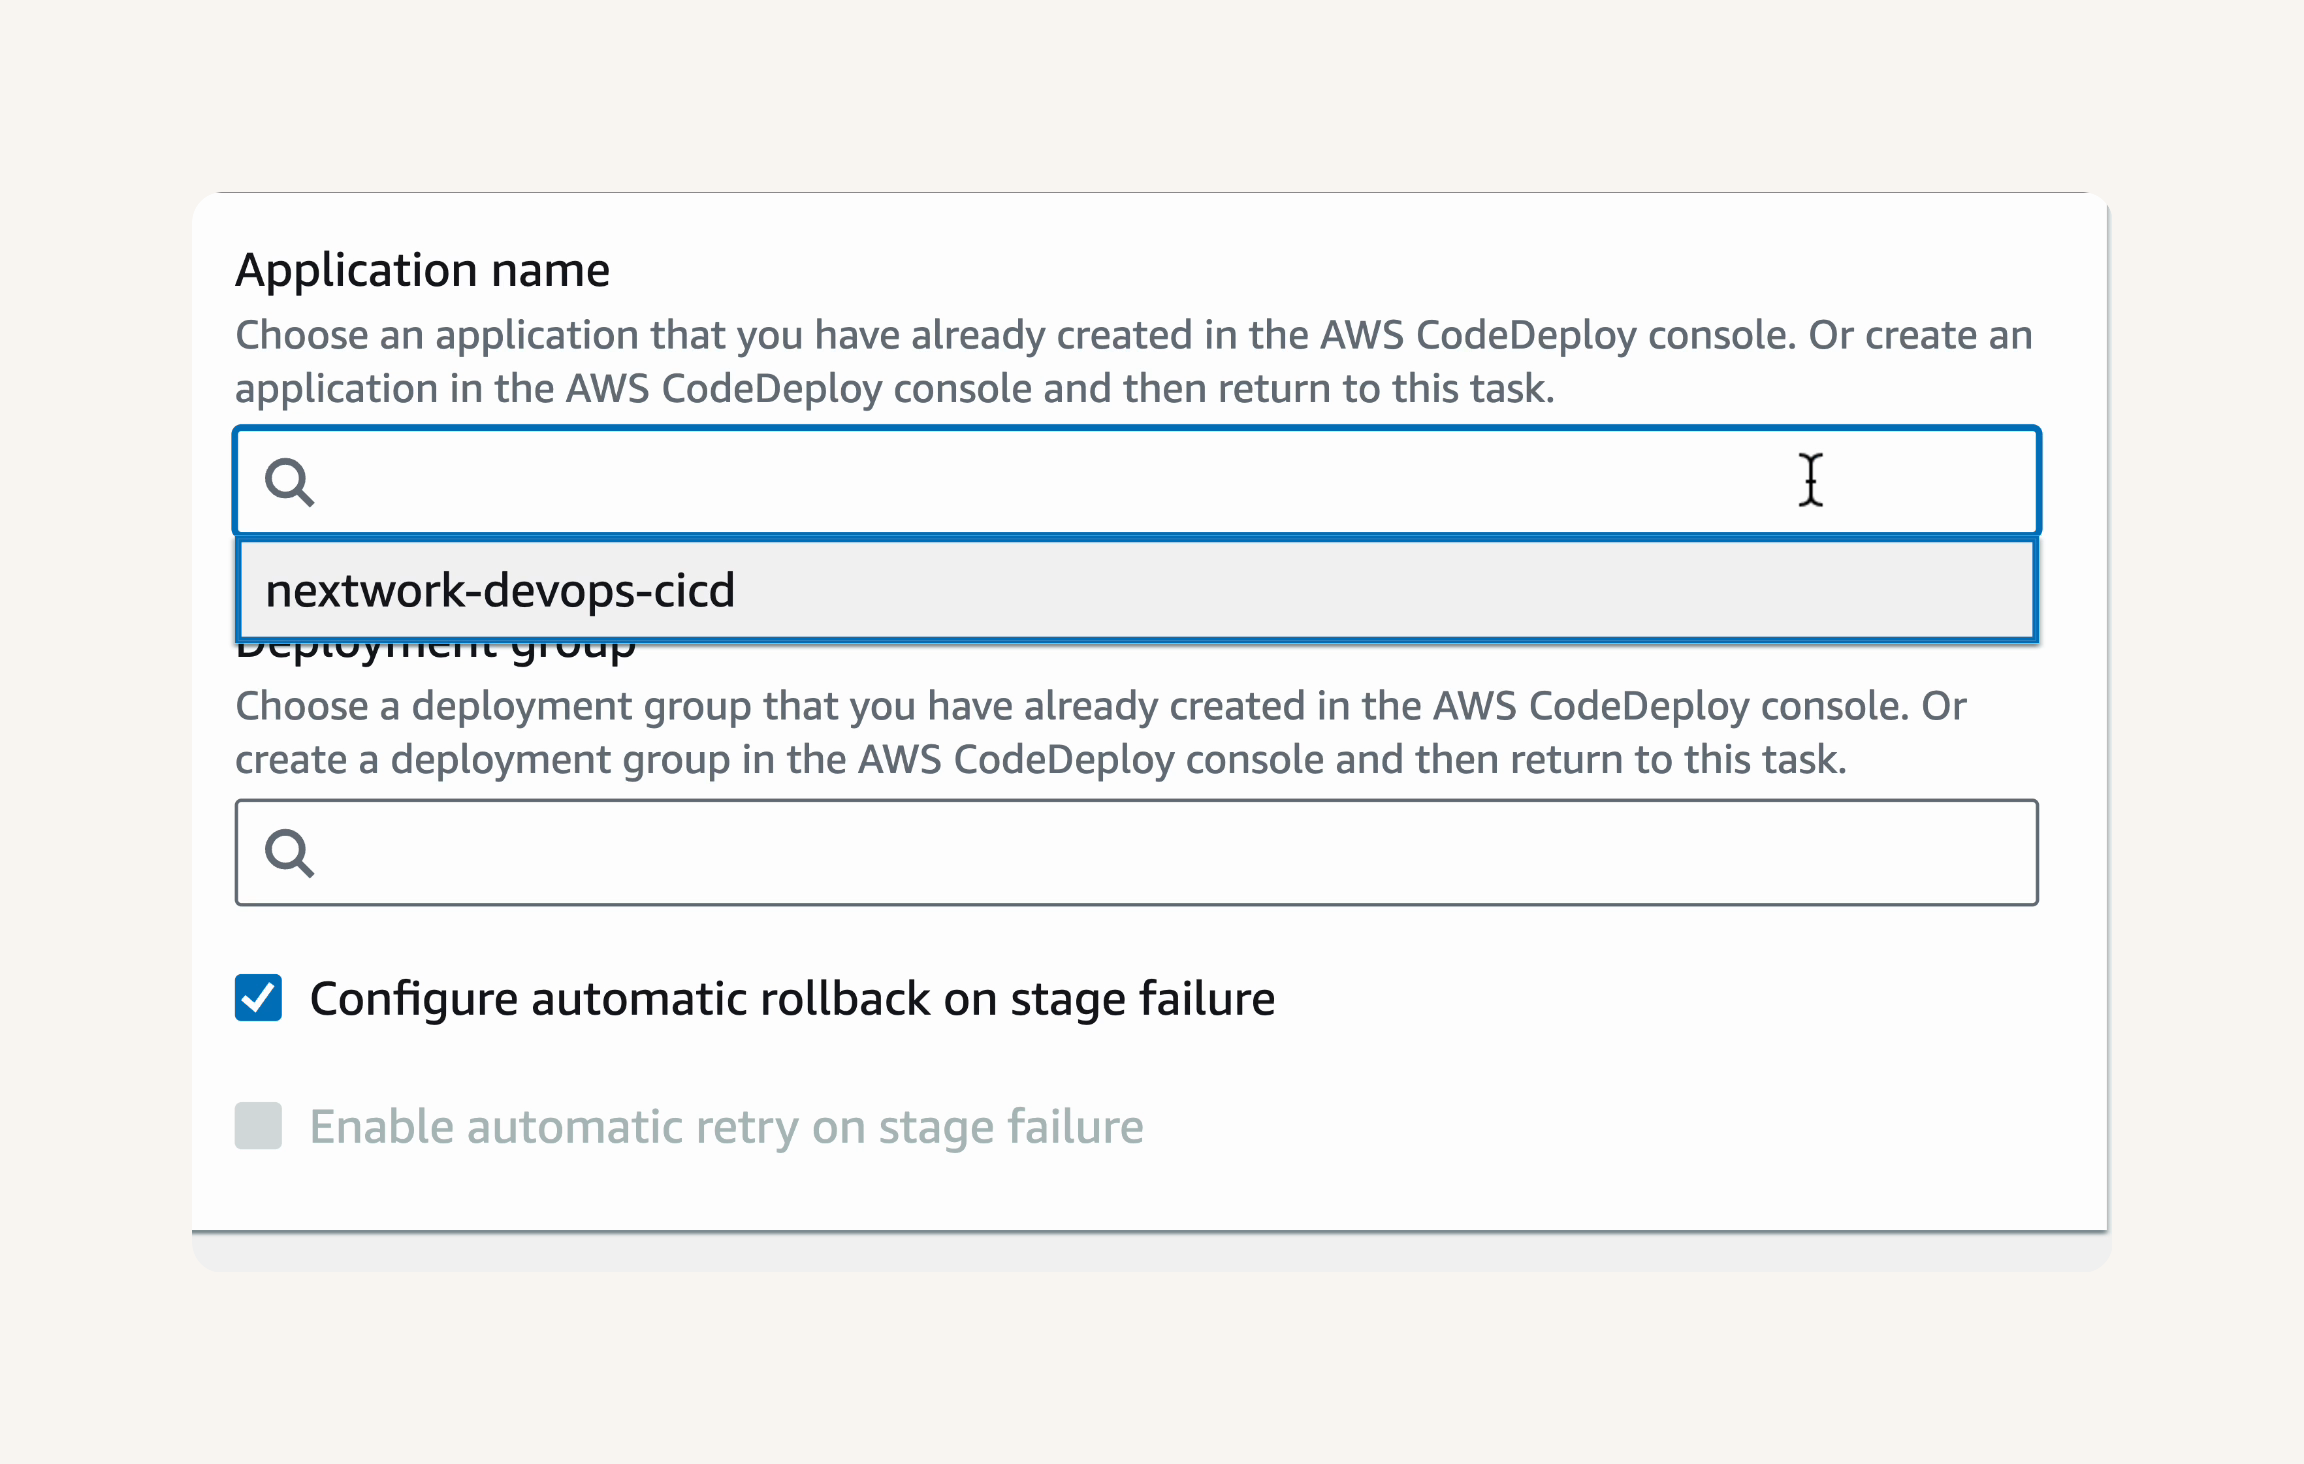 Application name
Choose an application that you have already created in the AWS CodeDeploy console. Or create an
application in the AWS CodeDeploy console and then return to this task.
nextwork-devops-cicd
Deployment group
Choose a deployment group that you have already created in the AWS CodeDeploy console. Or
create a deployment group in the AWS CodeDeploy console and then return to this task.
Configure automatic rollback on stage failure
Enable automatic retry on stage failure